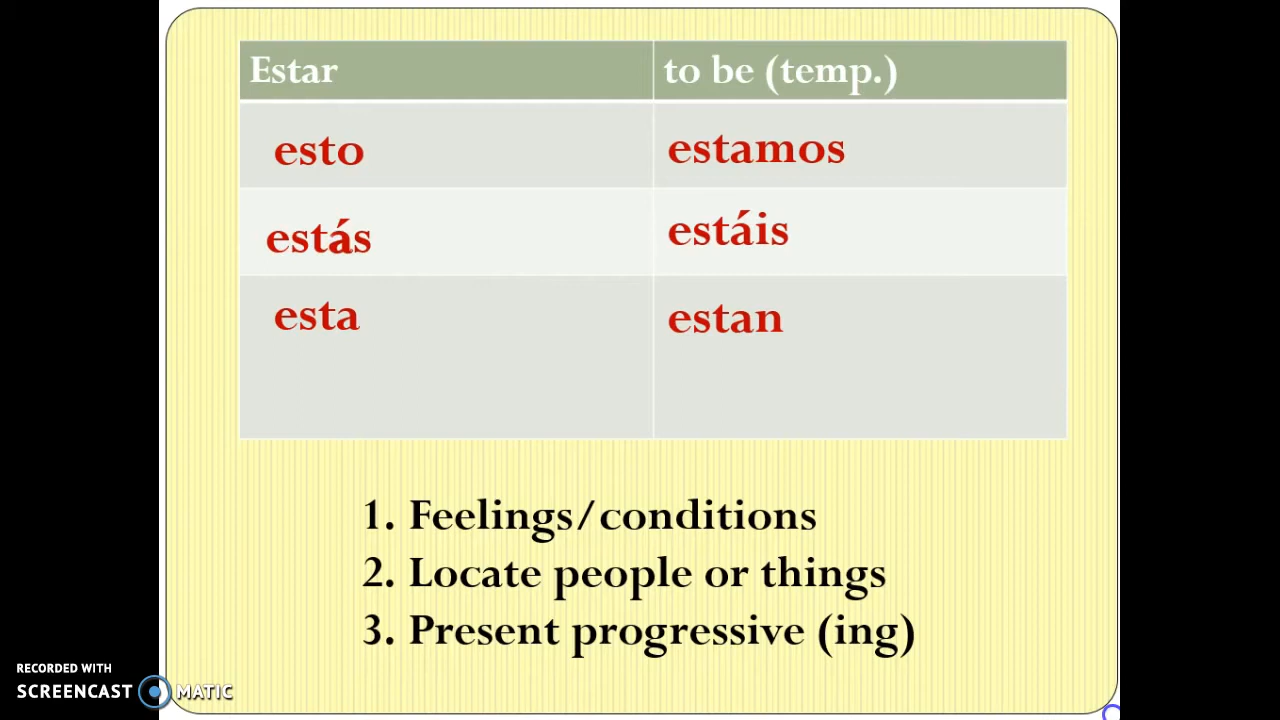 Estar to be (temp.)
esto estamos
estás estáis
esta estan
1. Feelings/conditions
2. Locate people or things
3. Present progressive (ing)
RECORDED WITH
SCREENCAST MATIC